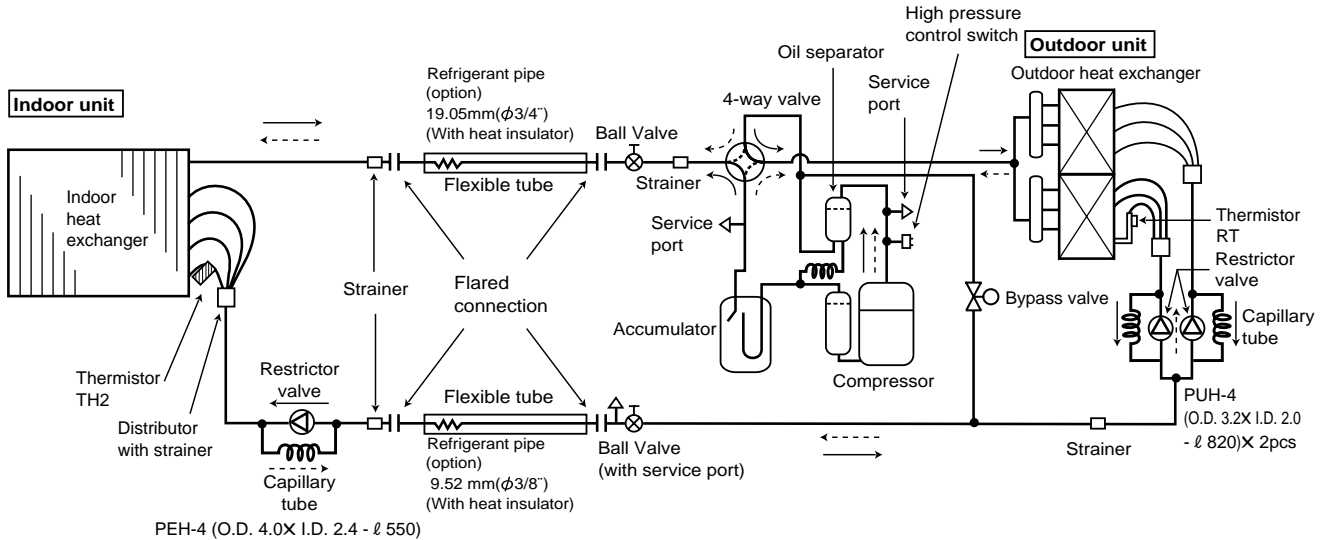 High pressure
control switch
Outdoor unit
Oil separator
Service
port
Outdoor heat exchanger
Refrigerant pipe
(option)
19.05mm(ϕ3/4¨)
(With heat insulator)
4-way valve
Indoor unit
Ball Valve
Flexible tube
Strainer
Indoor
heat
exchanger
Service
port
Thermistor
RT
Restrictor
valve
Strainer
Flared
connection
Bypass valve
Accumulator
Capillary
tube
Compressor
Thermistor
TH2
Restrictor
valve
Flexible tube
PUH-4
(O.D. 3.2X I.D. 2.0
- ℓ 820)X 2pcs
Distributor
with strainer
Refrigerant pipe
(option)
9.52 mm(ϕ3/8¨)
(With heat insulator)
Ball Valve
(with service port)
Strainer
Capillary
tube
PEH-4 (O.D. 4.0X I.D. 2.4 - ℓ 550)